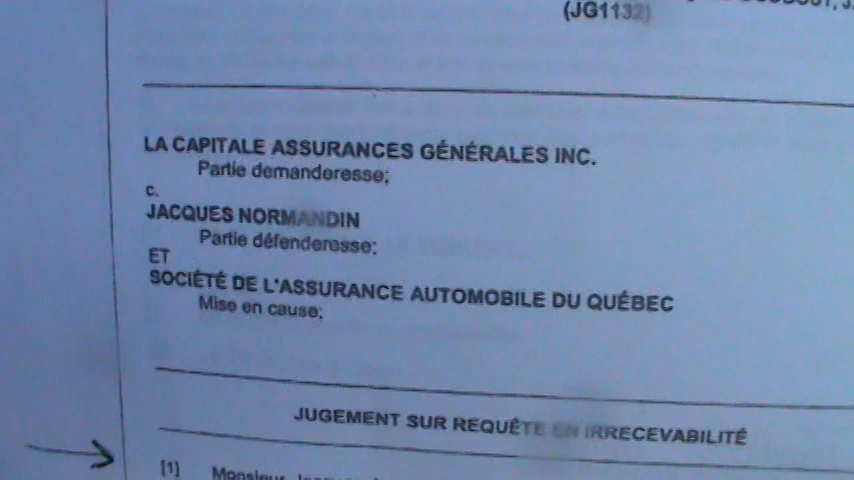 (JG1132)
LA CAPITALE ASSURANCES GÉNÉRALES INC.
Partie demanderesse;
c.
JACQUES NORMANDIN
Partie défenderesse;
ET
SOCIÉTÉ DE L'ASSURANCE AUTOMOBILE DU QUÉBEC
Mise en cause;
JUGEMENT SUR REQUÊTE EN IRRECEVABILITÉ
[1] Monsieur